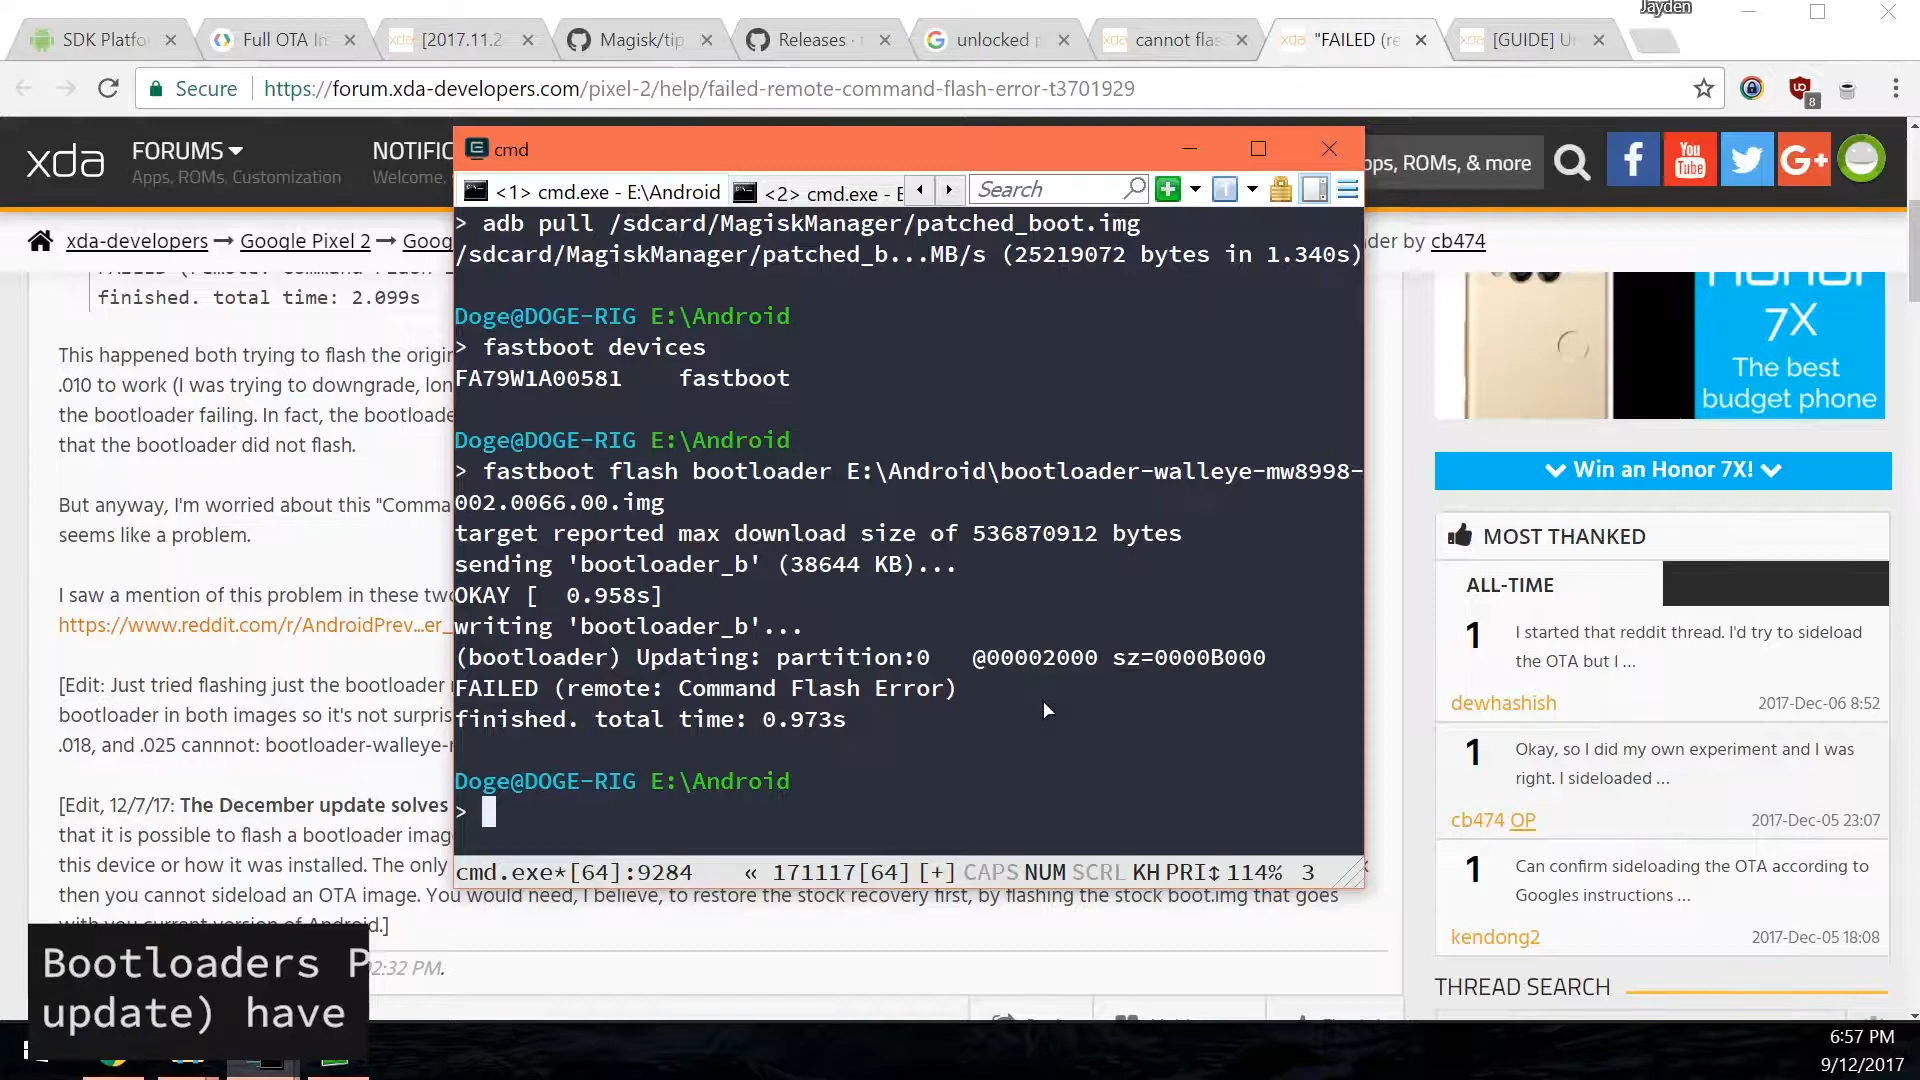 Jayden
SDK Platfo
Full OTA In
[2017.11.2
Magisk/tip
Releases ·
unlocked p
cannot flas
"FAILED (re
[GUIDE] U
Secure
https://forum.xda-developers.com/pixel-2/help/failed-remote-command-flash-error-t3701929
8
xda
FORUMS
Apps, ROMs, Customization
NOTIFIC
Welcome,
pps, ROMs, & more
You
Tube
xda-developers → Google Pixel 2 → Goog
der by cb474
finished. total time: 2.099s
This happened both trying to flash the origin
.010 to work (I was trying to downgrade, lon
the bootloader failing. In fact, the bootloade
that the bootloader did not flash.
But anyway, I'm worried about this "Comma
seems like a problem.
I saw a mention of this problem in these two
https://www.reddit.com/r/AndroidPrev...er_
[Edit: Just tried flashing just the bootloader
bootloader in both images so it's not surpris
.018, and .025 cannnot: bootloader-walleye-
[Edit, 12/7/17: The December update solves
that it is possible to flash a bootloader imag
this device or how it was installed. The only
then you cannot sideload an OTA image. You would need, I believe, to restore the stock recovery first, by flashing the stock boot.img that goes
with you current version of Android.]
02:32 PM.
cmd
<1> cmd.exe - E:\Android
<2> cmd.exe - E
Search
> adb pull /sdcard/MagiskManager/patched_boot.img
/sdcard/MagiskManager/patched_b...MB/s (25219072 bytes in 1.340s)
Doge@DOGE-RIG E:\Android
> fastboot devices
FA79W1A00581 fastboot
Doge@DOGE-RIG E:\Android
> fastboot flash bootloader E:\Android\bootloader-walleye-mw8998-
002.0066.00.img
target reported max download size of 536870912 bytes
sending 'bootloader_b' (38644 KB)...
OKAY [ 0.958s]
writing 'bootloader_b'...
(bootloader) Updating: partition:0 @00002000 sz=0000B000
FAILED (remote: Command Flash Error)
finished. total time: 0.973s
Doge@DOGE-RIG E:\Android
>
cmd.exe*[64]:9284 « 171117[64] [+] CAPS NUM SCRL KH PRI↕ 114% 3
7X
The best
budget phone
Win an Honor 7X!
MOST THANKED
ALL-TIME
1
I started that reddit thread. I'd try to sideload
the OTA but I ...
dewhashish 2017-Dec-06 8:52
1
Okay, so I did my own experiment and I was
right. I sideloaded ...
cb474 OP 2017-Dec-05 23:07
1
Can confirm sideloading the OTA according to
Googles instructions ...
kendong2 2017-Dec-05 18:08
THREAD SEARCH
Bootloaders P
update) have
6:57 PM
9/12/2017